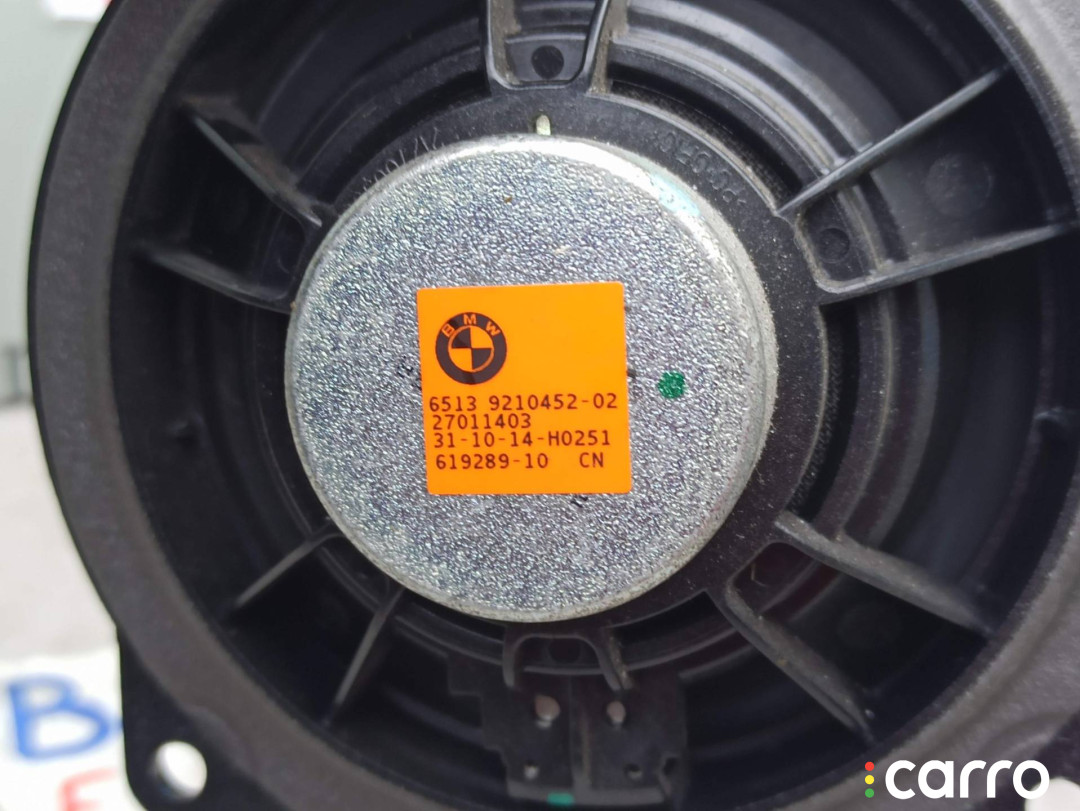 BMW
6513 9210452-02
27011403
31-10-14-H0251
619289-10 CN
B
carro